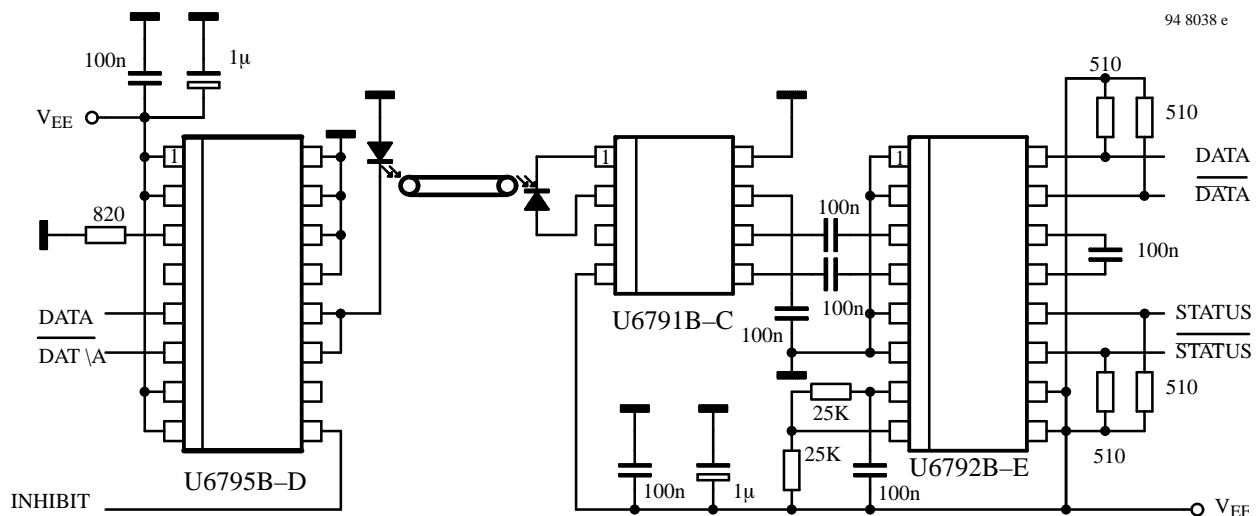 94 8038 e
100n
1µ
VEE
1
820
DATA
DAT \A
INHIBIT
U6795B–D
1
U6791B–C
100n
100n
100n
100n
1µ
25K
25K
100n
1
U6792B–E
510
510
DATA
DATA
100n
STATUS
STATUS
510
510
VEE